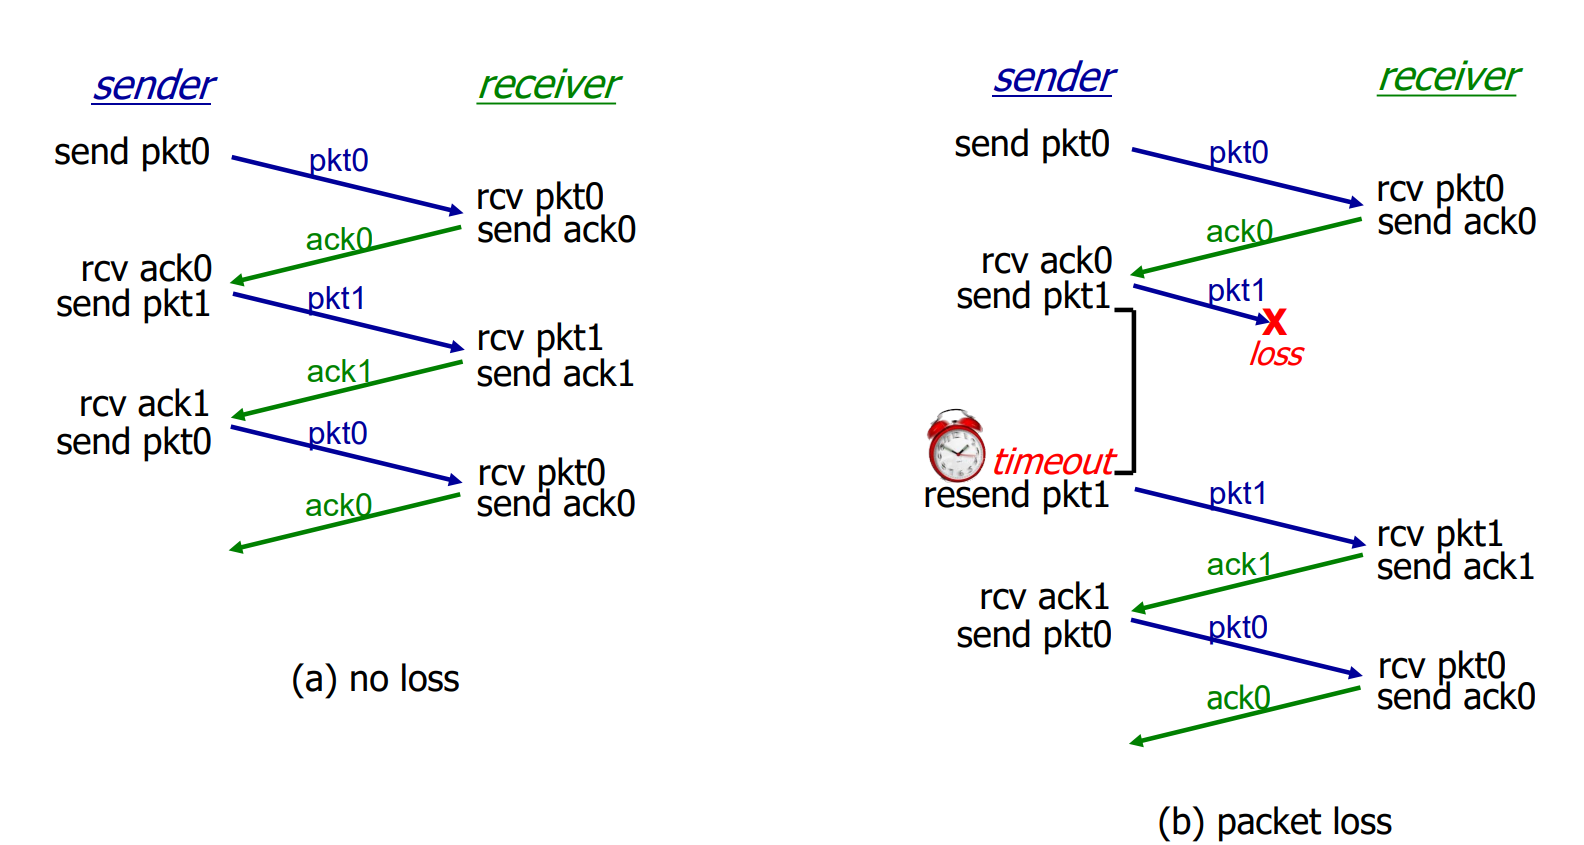 sender
receiver
send pkt0
pkt0
rcv pkt0
send ack0
ack0
rcv ack0
send pkt1
pkt1
rcv pkt1
send ack1
ack1
rcv ack1
send pkt0
pkt0
rcv pkt0
send ack0
ack0
(a) no loss
sender
receiver
send pkt0
pkt0
rcv pkt0
send ack0
ack0
rcv ack0
send pkt1
pkt1
X
loss
timeout
resend pkt1
pkt1
rcv pkt1
send ack1
ack1
rcv ack1
send pkt0
pkt0
rcv pkt0
send ack0
ack0
(b) packet loss